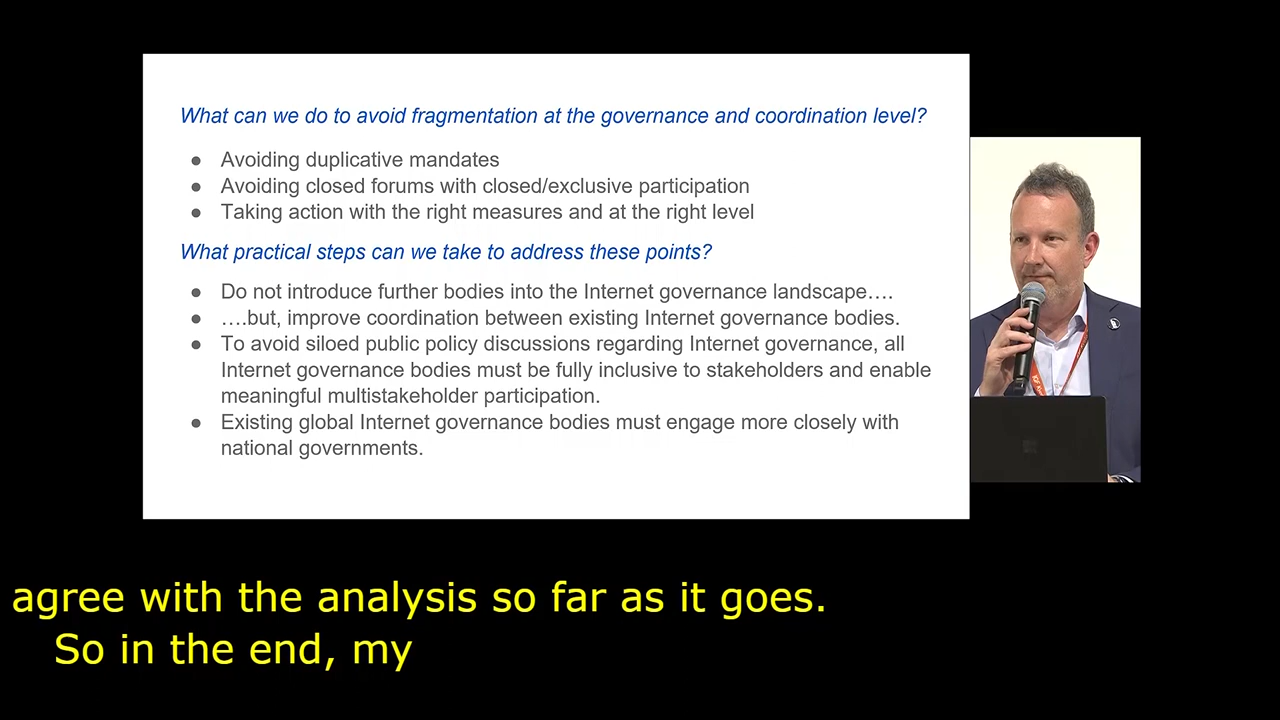 What can we do to avoid fragmentation at the governance and coordination level?
● Avoiding duplicative mandates
● Avoiding closed forums with closed/exclusive participation
● Taking action with the right measures and at the right level
What practical steps can we take to address these points?
● Do not introduce further bodies into the Internet governance landscape….
● ….but, improve coordination between existing Internet governance bodies.
● To avoid siloed public policy discussions regarding Internet governance, all
Internet governance bodies must be fully inclusive to stakeholders and enable
meaningful multistakeholder participation.
● Existing global Internet governance bodies must engage more closely with
national governments.
agree with the analysis so far as it goes.
So in the end, my